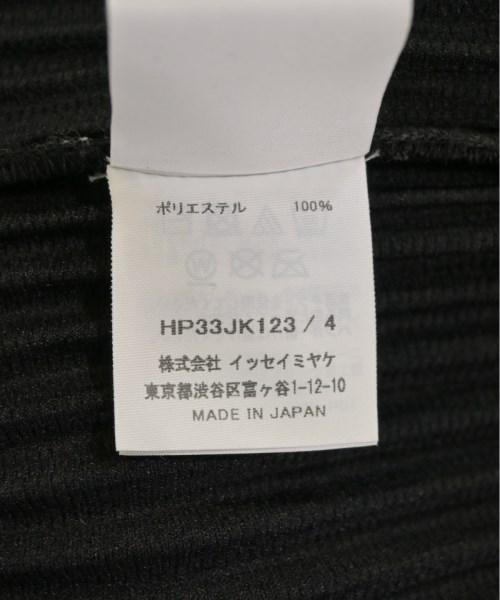 ポリエステル 100%
HP33JK123 / 4
株式会社 イッセイミヤケ
東京都渋谷区富ヶ谷1-12-10
MADE IN JAPAN